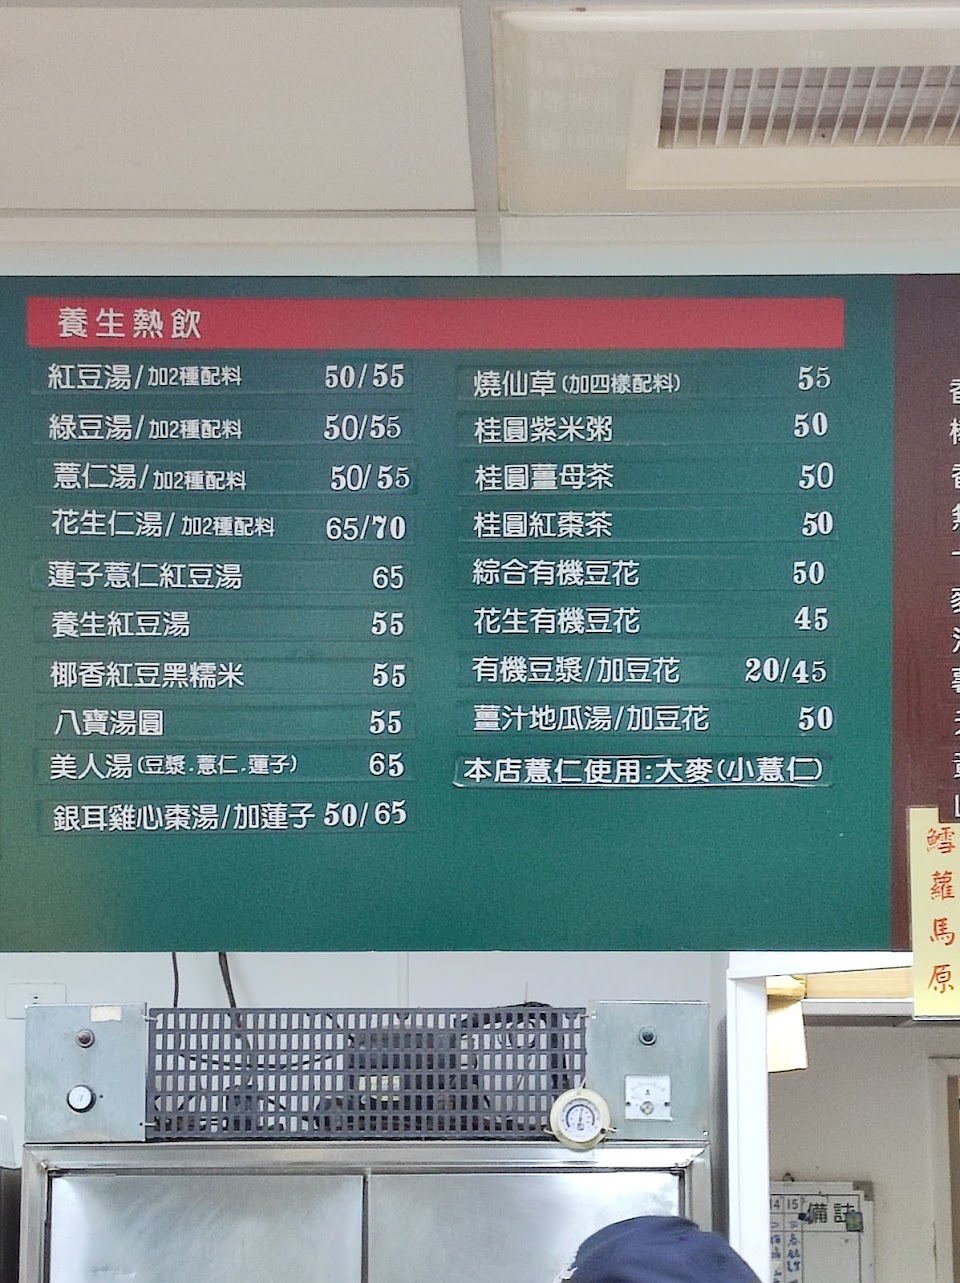 養生熱飲
紅豆湯/加2種配料 50/55
綠豆湯/加2種配料 50/55
薏仁湯/加2種配料 50/55
花生仁湯/加2種配料 65/70
蓮子薏仁紅豆湯 65
養生紅豆湯 55
椰香紅豆黑糯米 55
八寶湯圓 55
美人湯(豆漿.薏仁.蓮子) 65
銀耳雞心棗湯/加蓮子 50/65
燒仙草(加四樣配料) 55
桂圓紫米粥 50
桂圓薑母茶 50
桂圓紅棗茶 50
綜合有機豆花 50
花生有機豆花 45
有機豆漿/加豆花 20/45
薑汁地瓜湯/加豆花 50
本店薏仁使用:大麥(小薏仁)
鱈
蘿
馬
原
14 15 備註